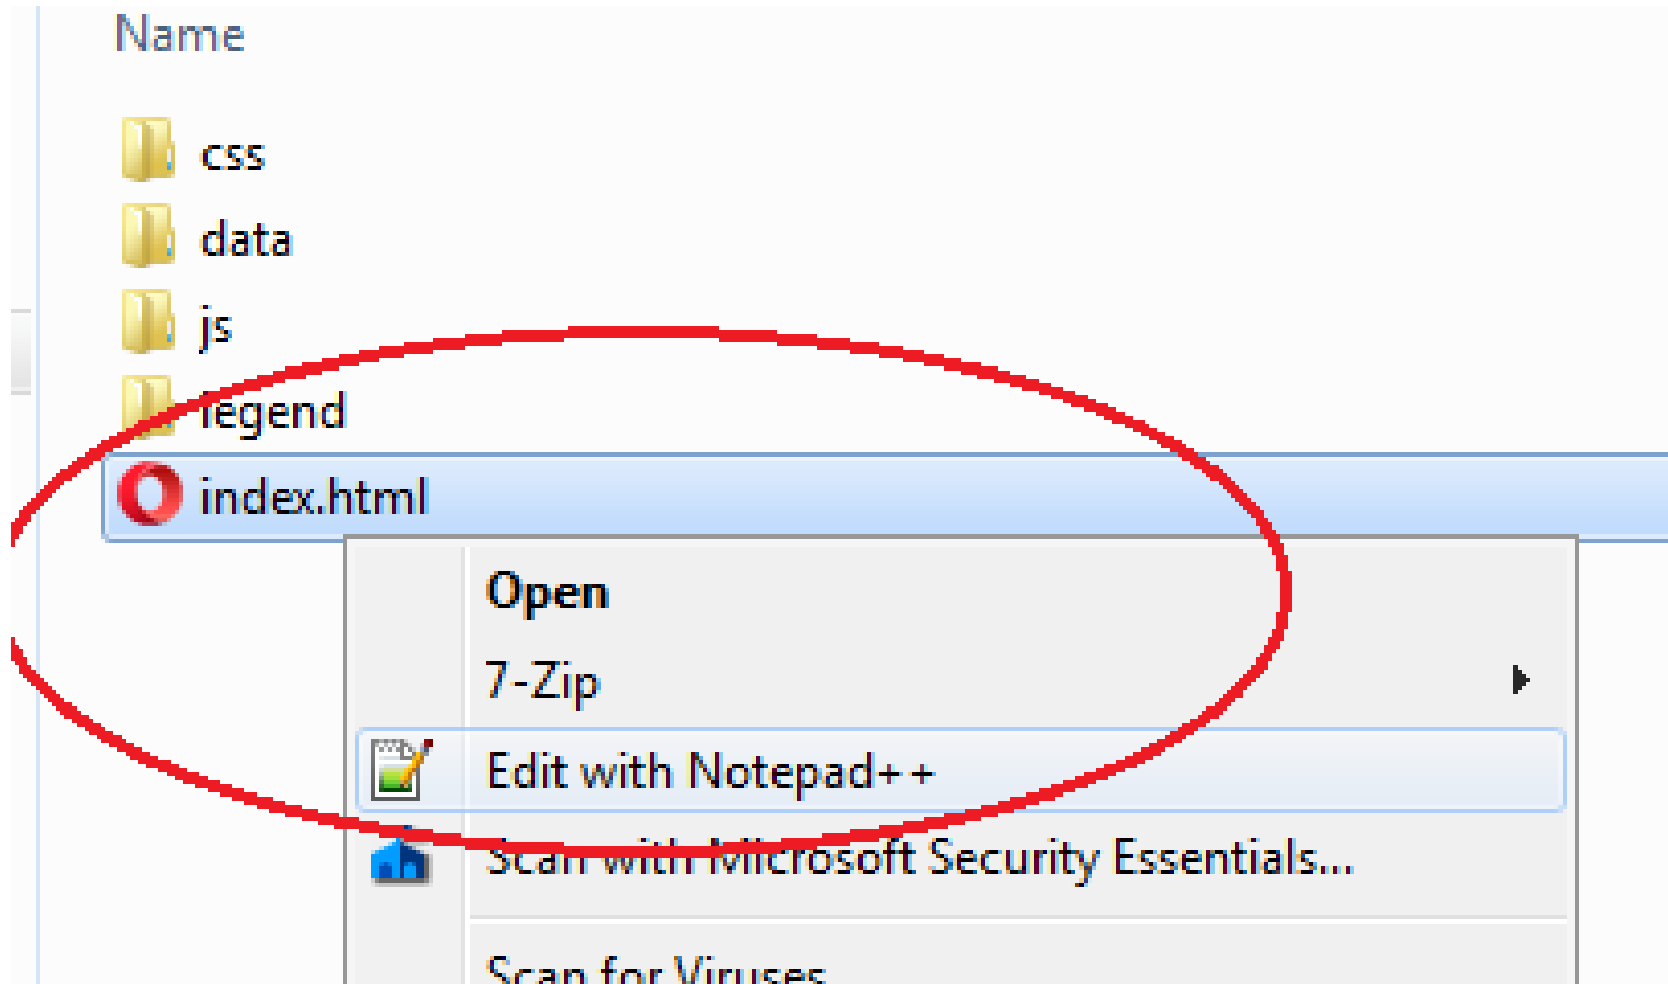 Name
css
data
js
legend
index.html
Open
7-Zip
Edit with Notepad++
Scan with Microsoft Security Essentials...
Scan for Viruses